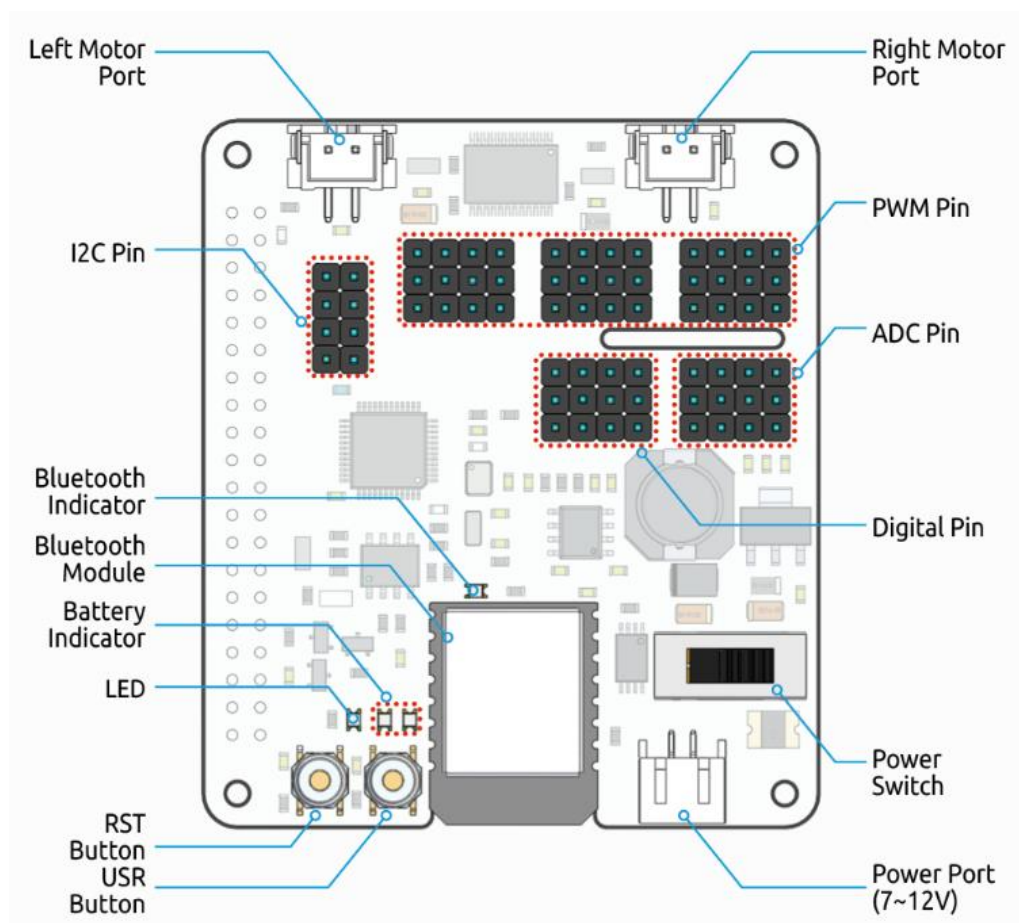 Left Motor
Port
Right Motor
Port
PWM Pin
I2C Pin
ADC Pin
Bluetooth
Indicator
Digital Pin
Bluetooth
Module
Battery
Indicator
LED
Power
Switch
RST
Button
USR
Button
Power Port
(7~12V)